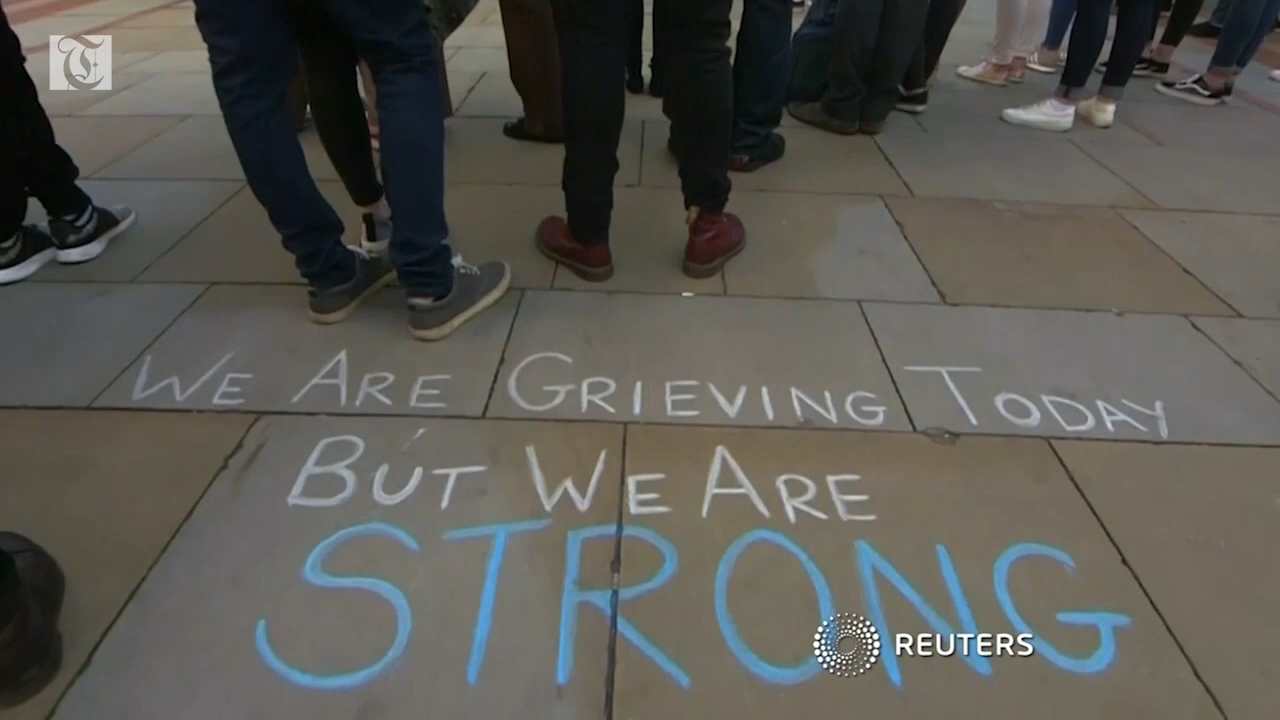 T
WE ARE GRIEVING TODAY
BUT WE ARE
STRONG
REUTERS